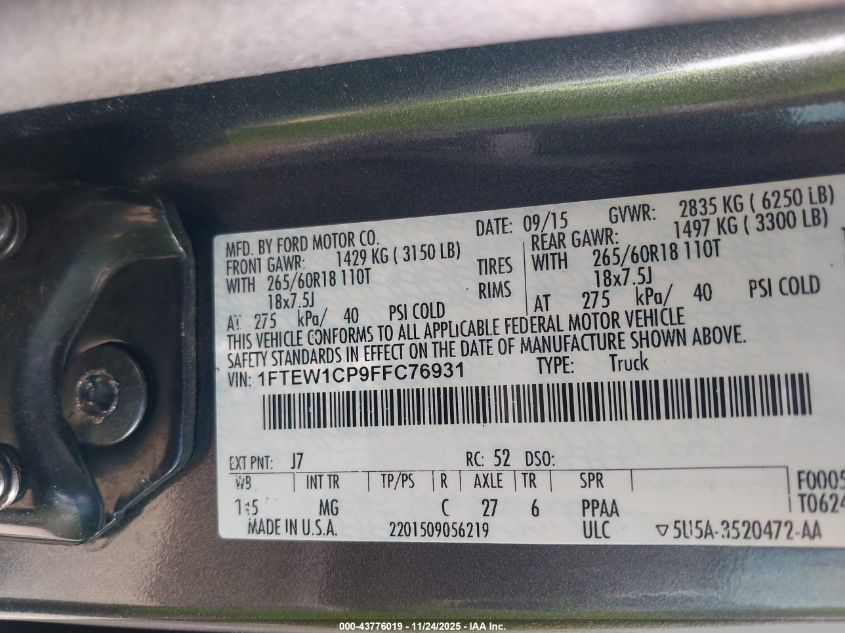 MFD. BY FORD MOTOR CO.
DATE: 09/15 GVWR: 2835 KG ( 6250 LB)
FRONT GAWR: 1429 KG ( 3150 LB)
REAR GAWR: 1497 KG ( 3300 LB)
WITH 265/60R18 110T TIRES WITH 265/60R18 110T
18x7.5J RIMS 18x7.5J
AT 275 kPa/ 40 PSI COLD AT 275 kPa/ 40 PSI COLD
THIS VEHICLE CONFORMS TO ALL APPLICABLE FEDERAL MOTOR VEHICLE
SAFETY STANDARDS IN EFFECT ON THE DATE OF MANUFACTURE SHOWN ABOVE.
VIN: 1FTEW1CP9FFC76931 TYPE: Truck
EXT PNT: J7 RC: 52 DSO:
WB INT TR TP/PS R AXLE TR SPR F0005
145 MG C 27 6 PPAA T0624
MADE IN U.S.A. 2201509056219 ULC 5U5A-3520472-AA
000-43776019 - 11/24/2025 - IAA Inc.